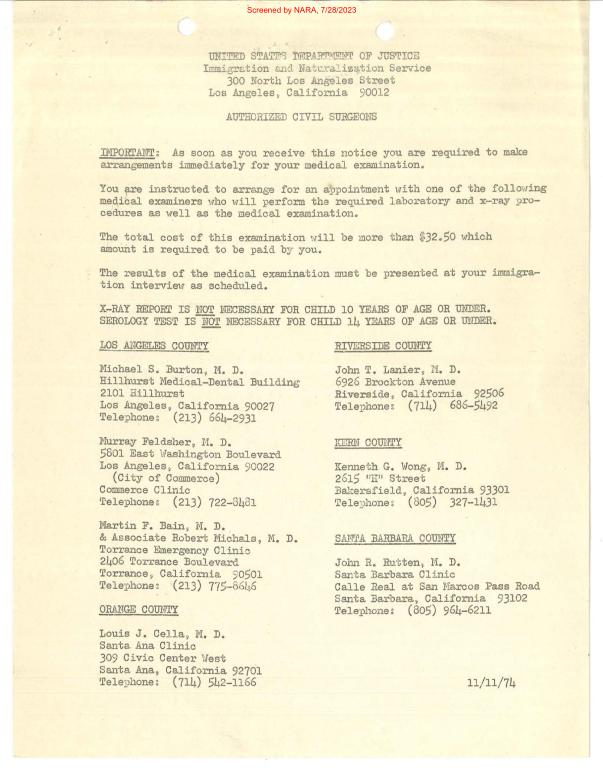 Screened by NARA, 7/28/2023
UNITED STATES DEPARTMENT OF JUSTICE
Immigration and Naturalization Service
300 North Los Angeles Street
Los Angeles, California 90012
AUTHORIZED CIVIL SURGEONS
IMPORTANT: As soon as you receive this notice you are required to make
arrangements immediately for your medical examination.
You are instructed to arrange for an appointment with one of the following
medical examiners who will perform the required laboratory and x-ray pro-
cedures as well as the medical examination.
The total cost of this examination will be more than $32.50 which
amount is required to be paid by you.
The results of the medical examination must be presented at your immigra-
tion interview as scheduled.
X-RAY REPORT IS NOT NECESSARY FOR CHILD 10 YEARS OF AGE OR UNDER.
SEROLOGY TEST IS NOT NECESSARY FOR CHILD 14 YEARS OF AGE OR UNDER.
LOS ANGELES COUNTY
Michael S. Burton, M. D.
Hillhurst Medical-Dental Building
2101 Hillhurst
Los Angeles, California 90027
Telephone: (213) 664-2931
Murray Feldsher, M. D.
5801 East Washington Boulevard
Los Angeles, California 90022
(City of Commerce)
Commerce Clinic
Telephone: (213) 722-8481
Martin F. Bain, M. D.
& Associate Robert Michals, M. D.
Torrance Emergency Clinic
2406 Torrance Boulevard
Torrance, California 90501
Telephone: (213) 775-8646
ORANGE COUNTY
Louis J. Cella, M. D.
Santa Ana Clinic
309 Civic Center West
Santa Ana, California 92701
Telephone: (714) 542-1166
RIVERSIDE COUNTY
John T. Lanier, M. D.
6926 Brockton Avenue
Riverside, California 92506
Telephone: (714) 686-5492
KERN COUNTY
Kenneth G. Wong, M. D.
2615 "H" Street
Bakersfield, California 93301
Telephone: (805) 327-1431
SANTA BARBARA COUNTY
John R. Rutten, M. D.
Santa Barbara Clinic
Calle Real at San Marcos Pass Road
Santa Barbara, California 93102
Telephone: (805) 964-6211
11/11/74